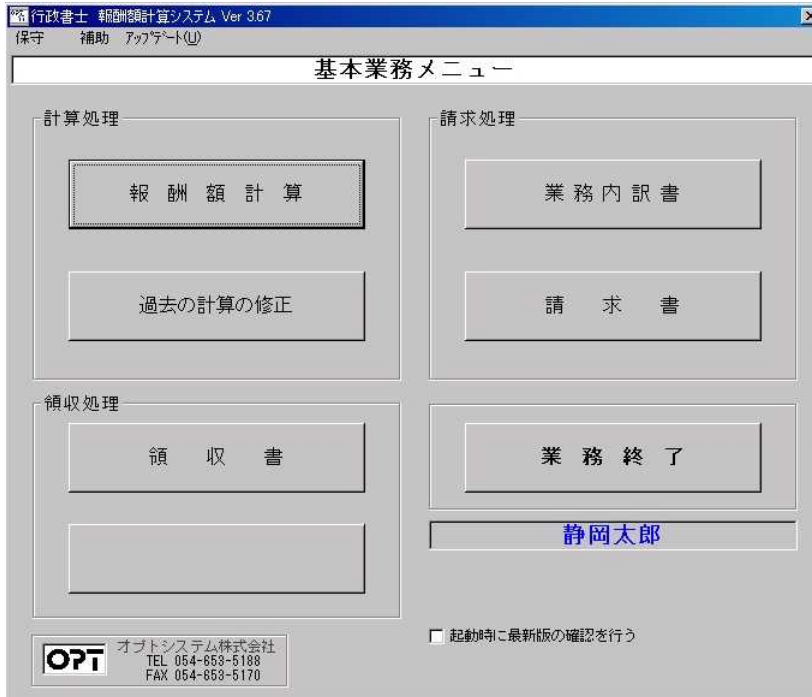 行政書士 報酬額計算システム Ver 3.67
保守 補助 アップデート(U)
基本業務メニュー
計算処理
報酬額計算
過去の計算の修正
請求処理
業務内訳書
請求書
領収処理
領収書
業務終了
静岡太郎
起動時に最新版の確認を行う
OPT
オプトシステム株式会社
TEL 054-653-5188
FAX 054-653-5170